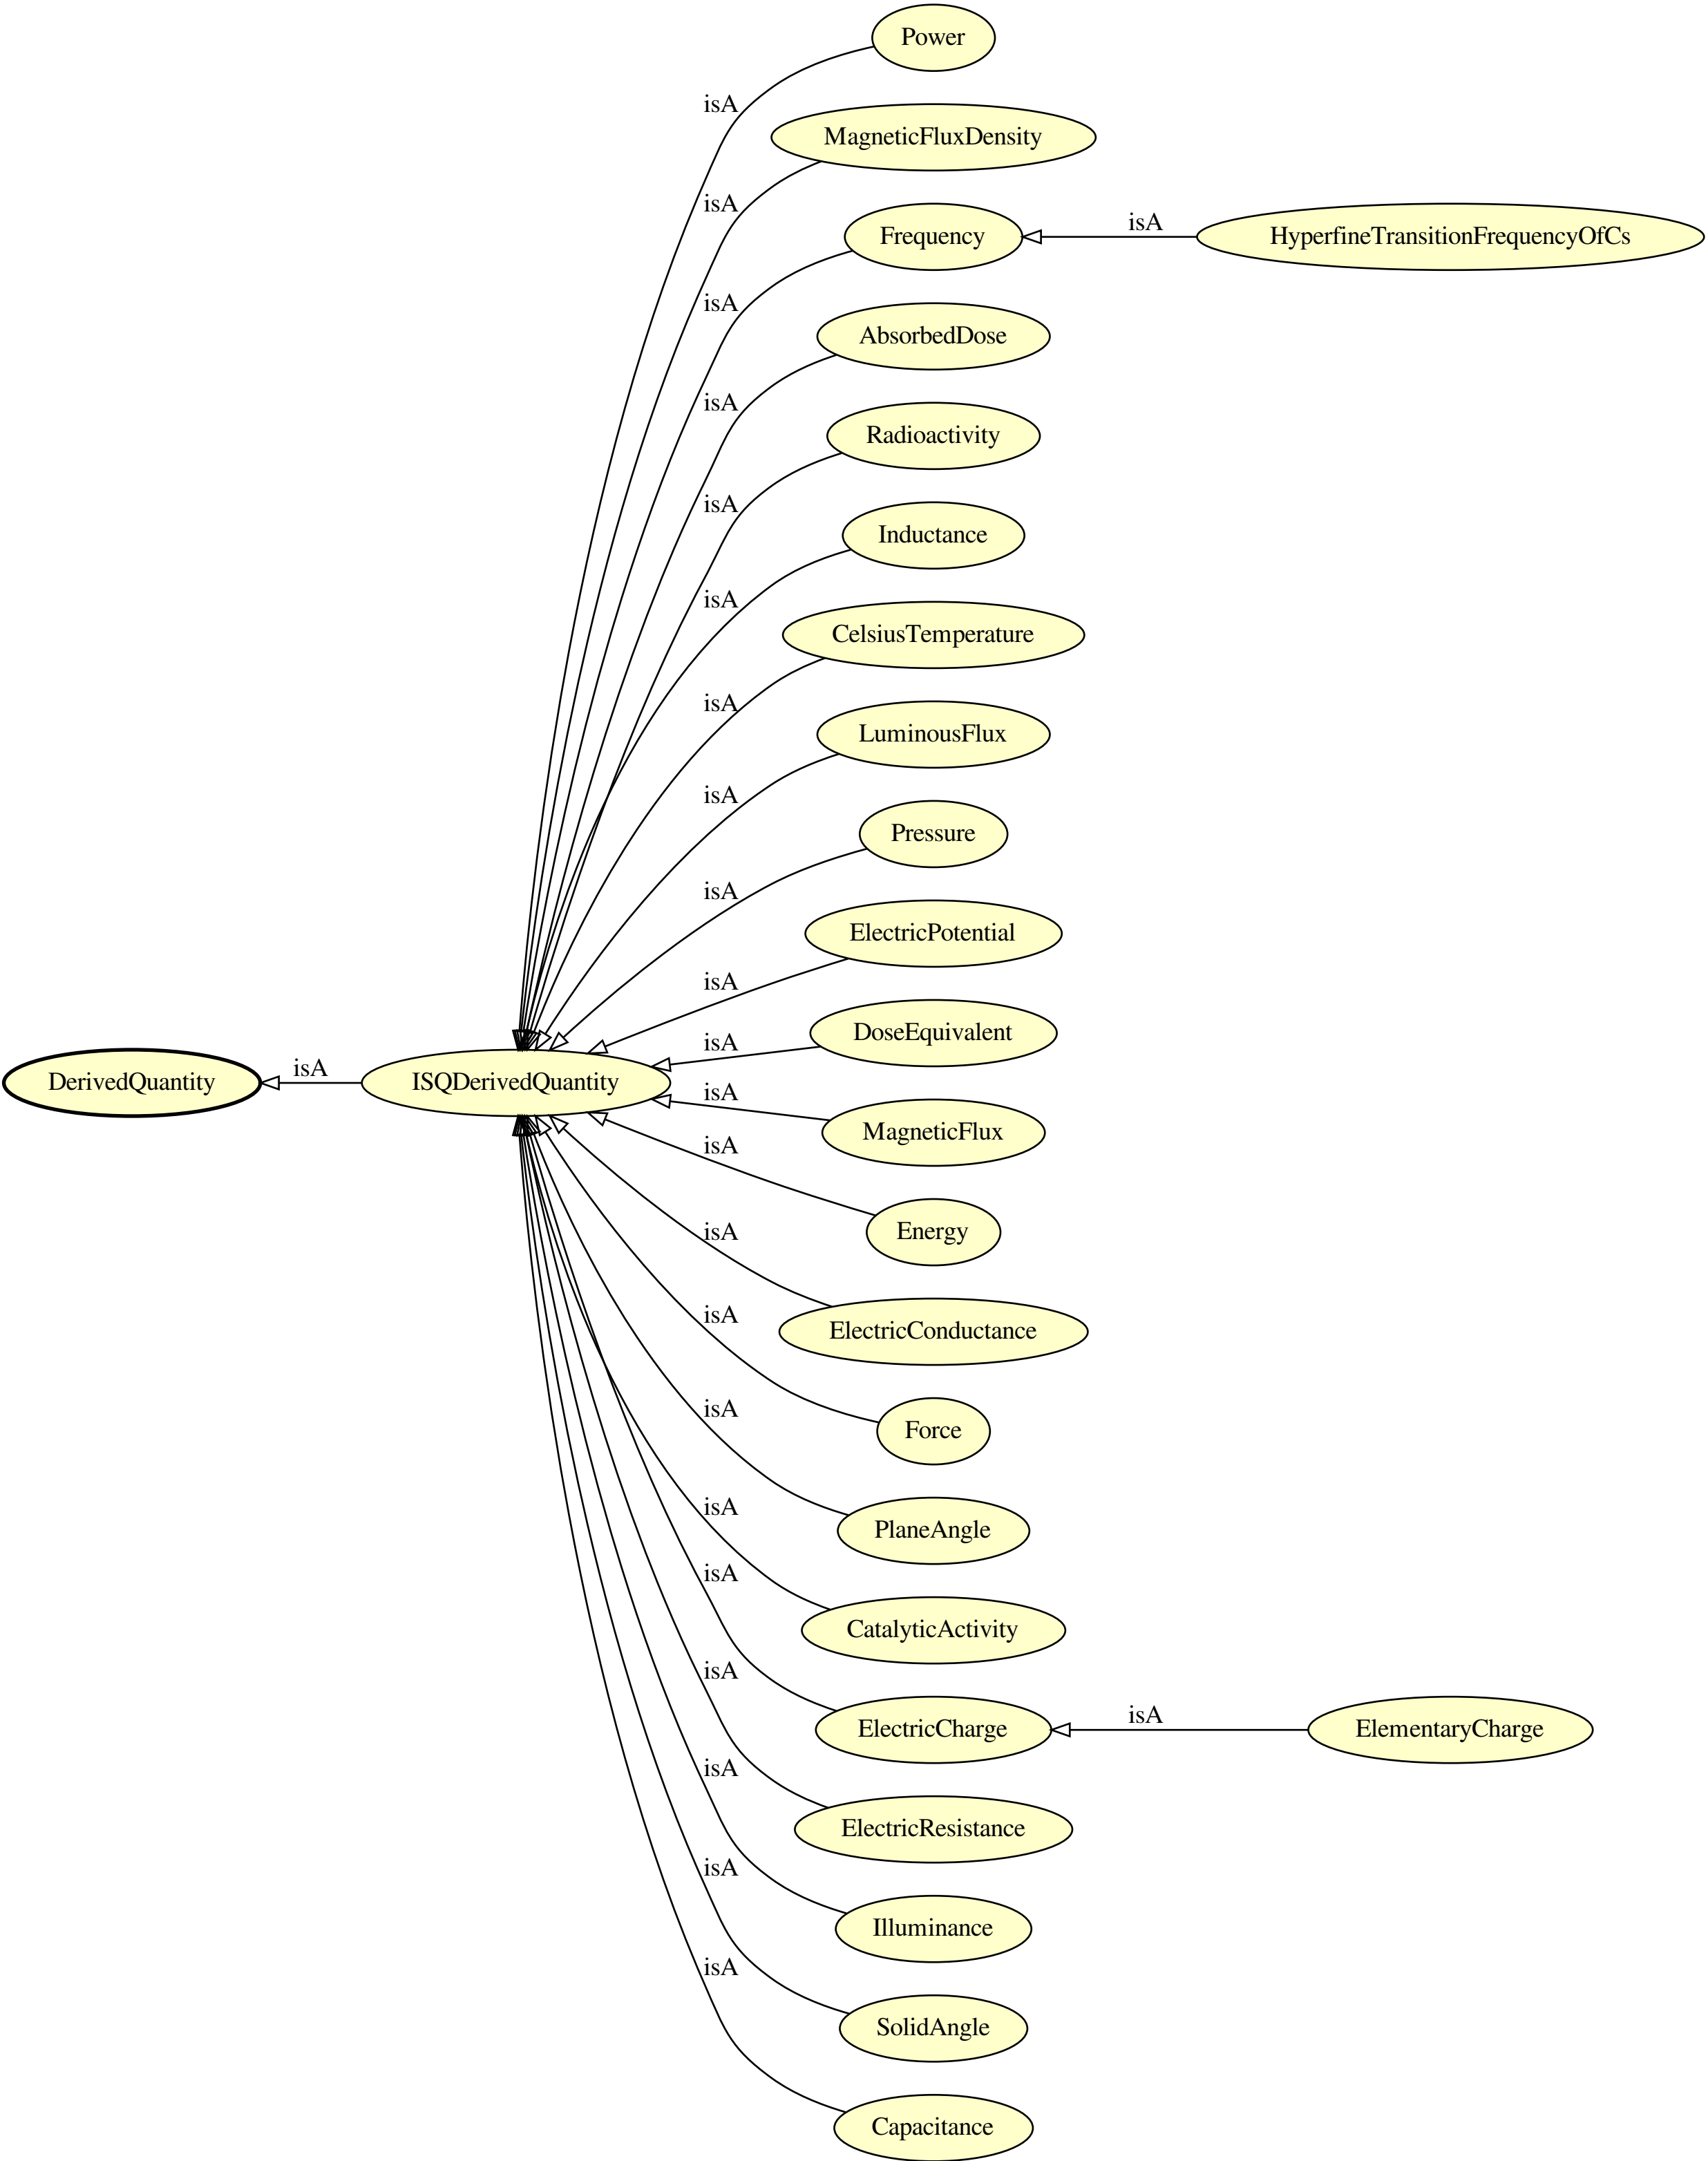 Power
isA
MagneticFluxDensity
isA
Frequency
isA
HyperfineTransitionFrequencyOfCs
isA
AbsorbedDose
isA
Radioactivity
isA
Inductance
isA
CelsiusTemperature
isA
LuminousFlux
isA
Pressure
isA
ElectricPotential
isA
DoseEquivalent
isA
DerivedQuantity
isA
ISQDerivedQuantity
isA
MagneticFlux
isA
Energy
isA
ElectricConductance
isA
Force
isA
PlaneAngle
isA
CatalyticActivity
isA
ElectricCharge
isA
ElementaryCharge
isA
ElectricResistance
isA
Illuminance
isA
SolidAngle
isA
Capacitance